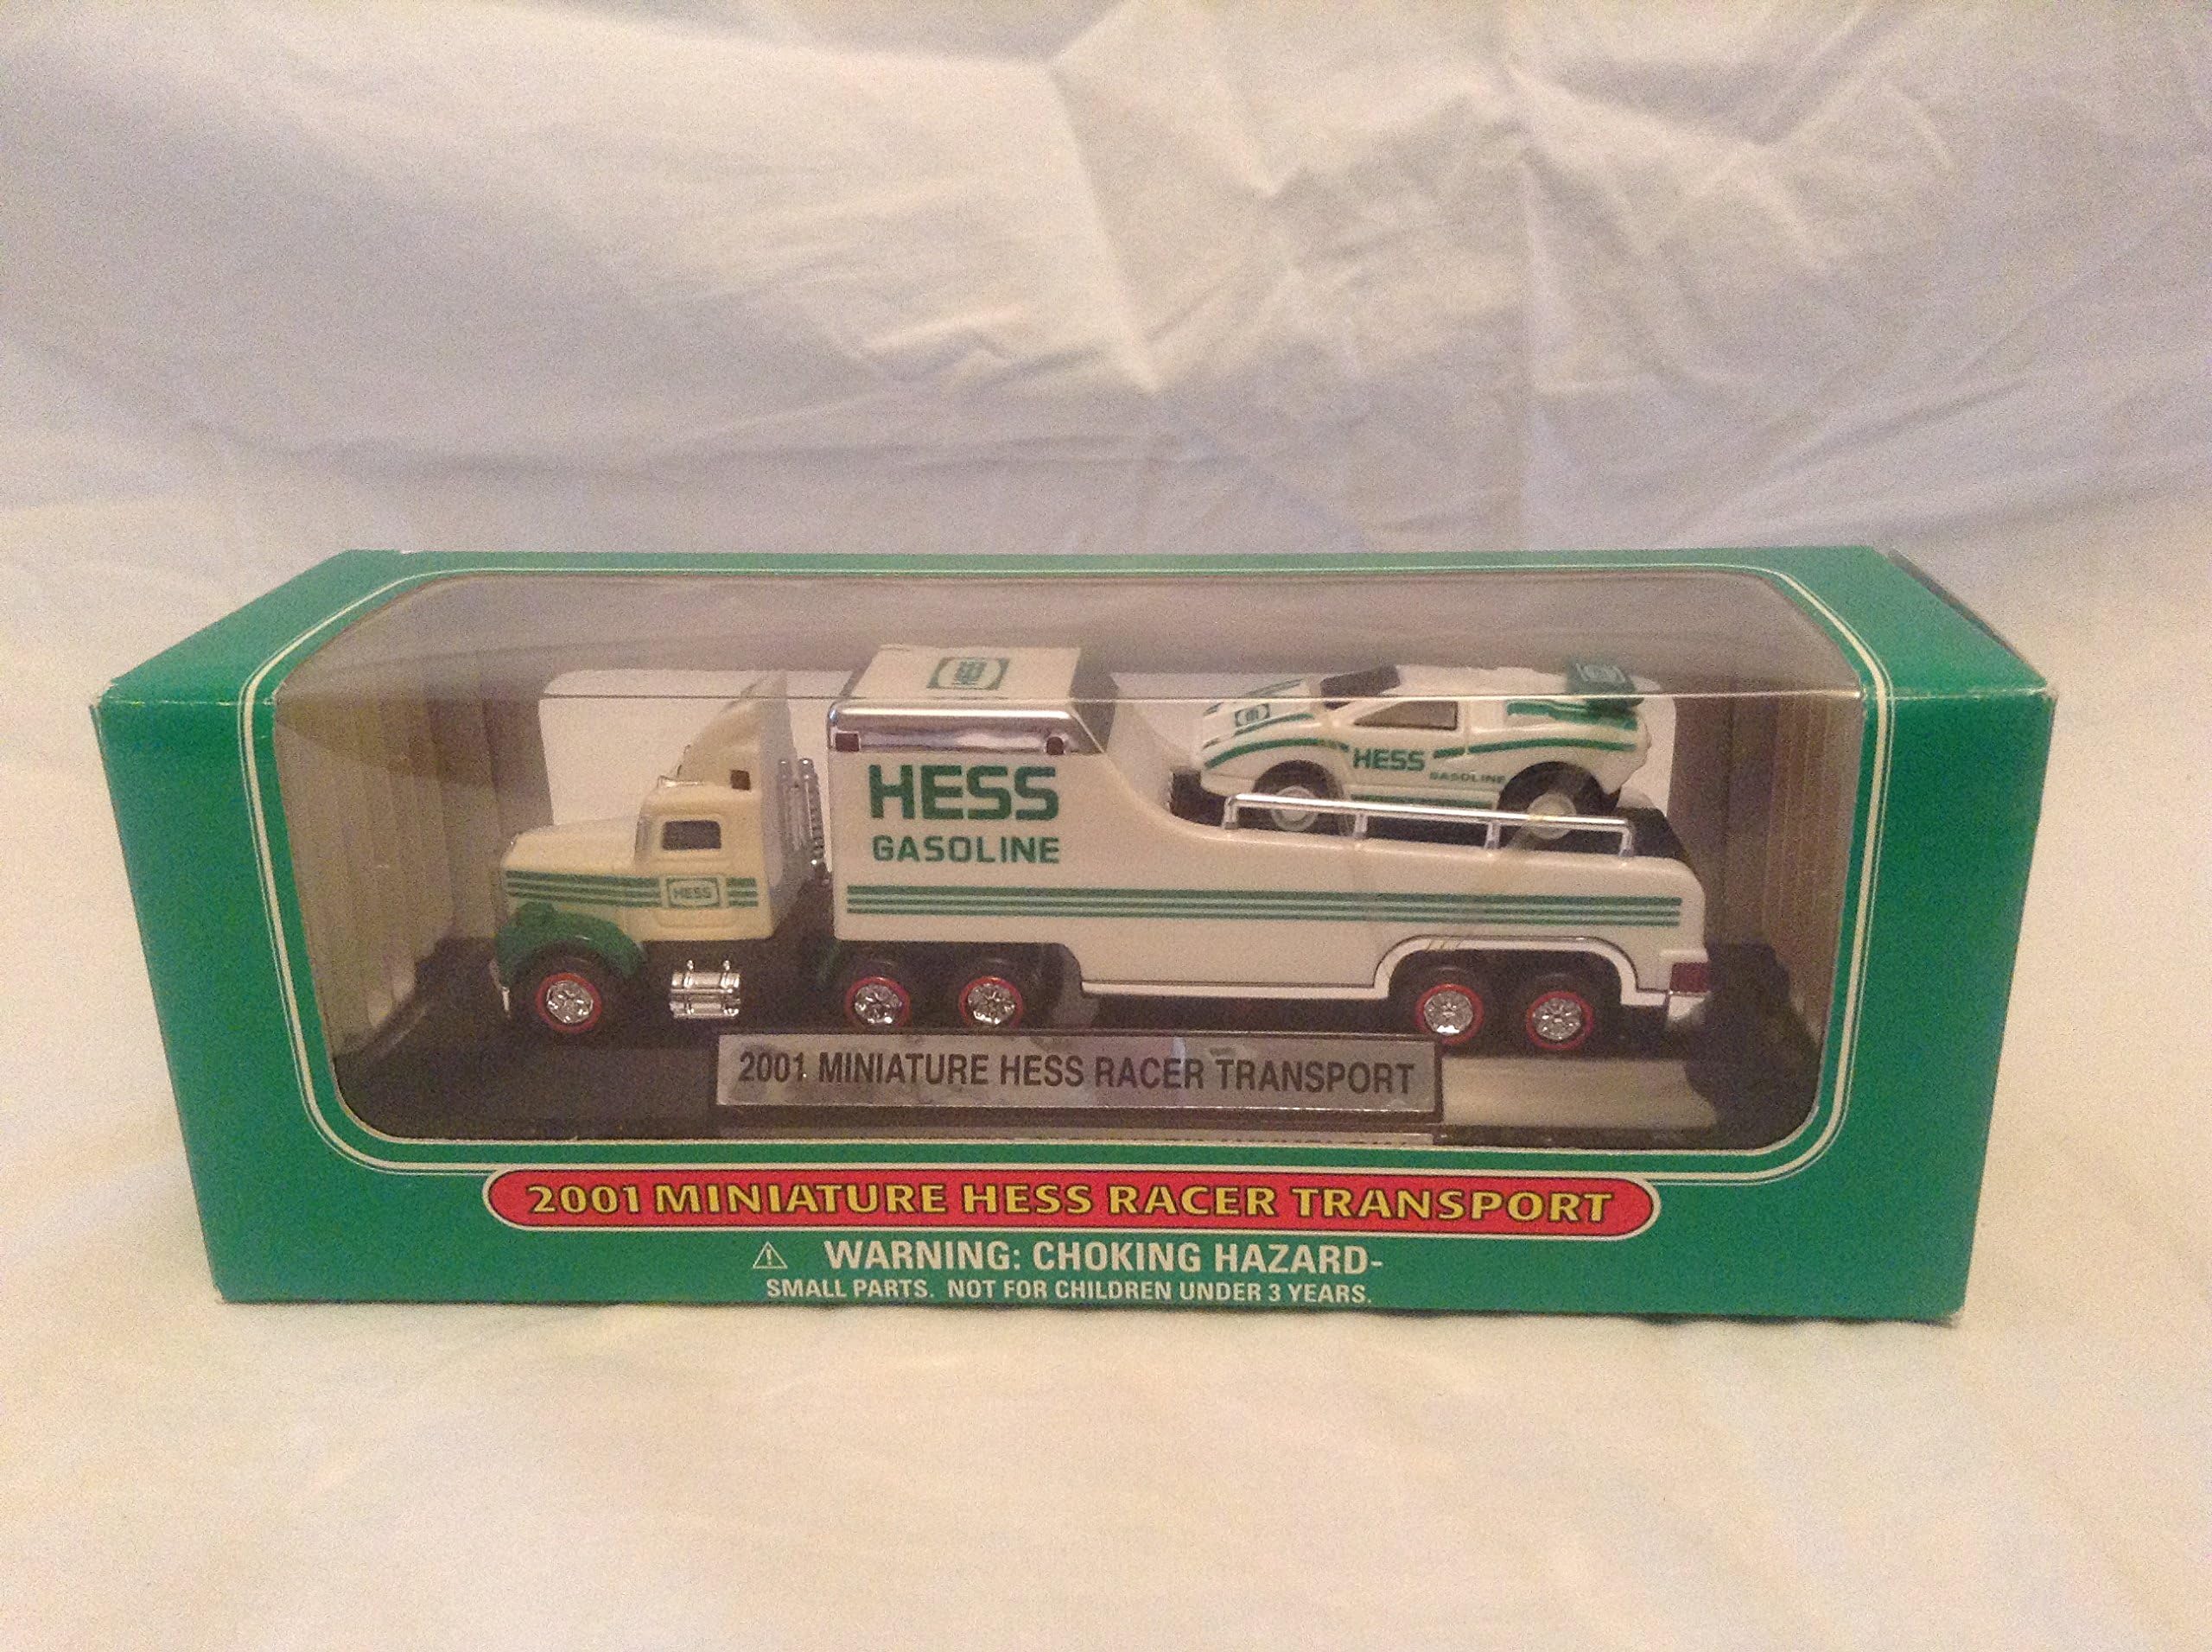 HESS
HESS
GASOLINE
HESS
GASOLINE
HESS
2001 MINIATURE HESS RACER TRANSPORT
2001 MINIATURE HESS RACER TRANSPORT
WARNING: CHOKING HAZARD-
SMALL PARTS. NOT FOR CHILDREN UNDER 3 YEARS.